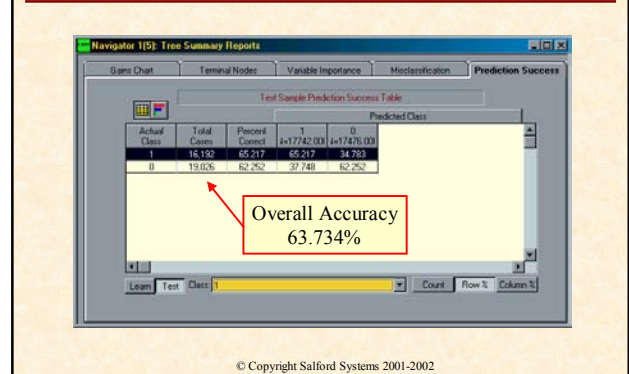 Navigator 1(5): Tree Summary Reports
Gains Chart Terminal Nodes Variable Importance Misclassification Prediction Success
Test Sample Prediction Success Table
Predicted Class
Actual Class Total Cases Percent Correct 1 N=17742.00 0 N=17476.00
1 16,192 65.217 65.217 34.783
0 19,026 62.252 37.748 62.252
Overall Accuracy
63.734%
Learn Test Class 1 Count Row % Column %
© Copyright Salford Systems 2001-2002